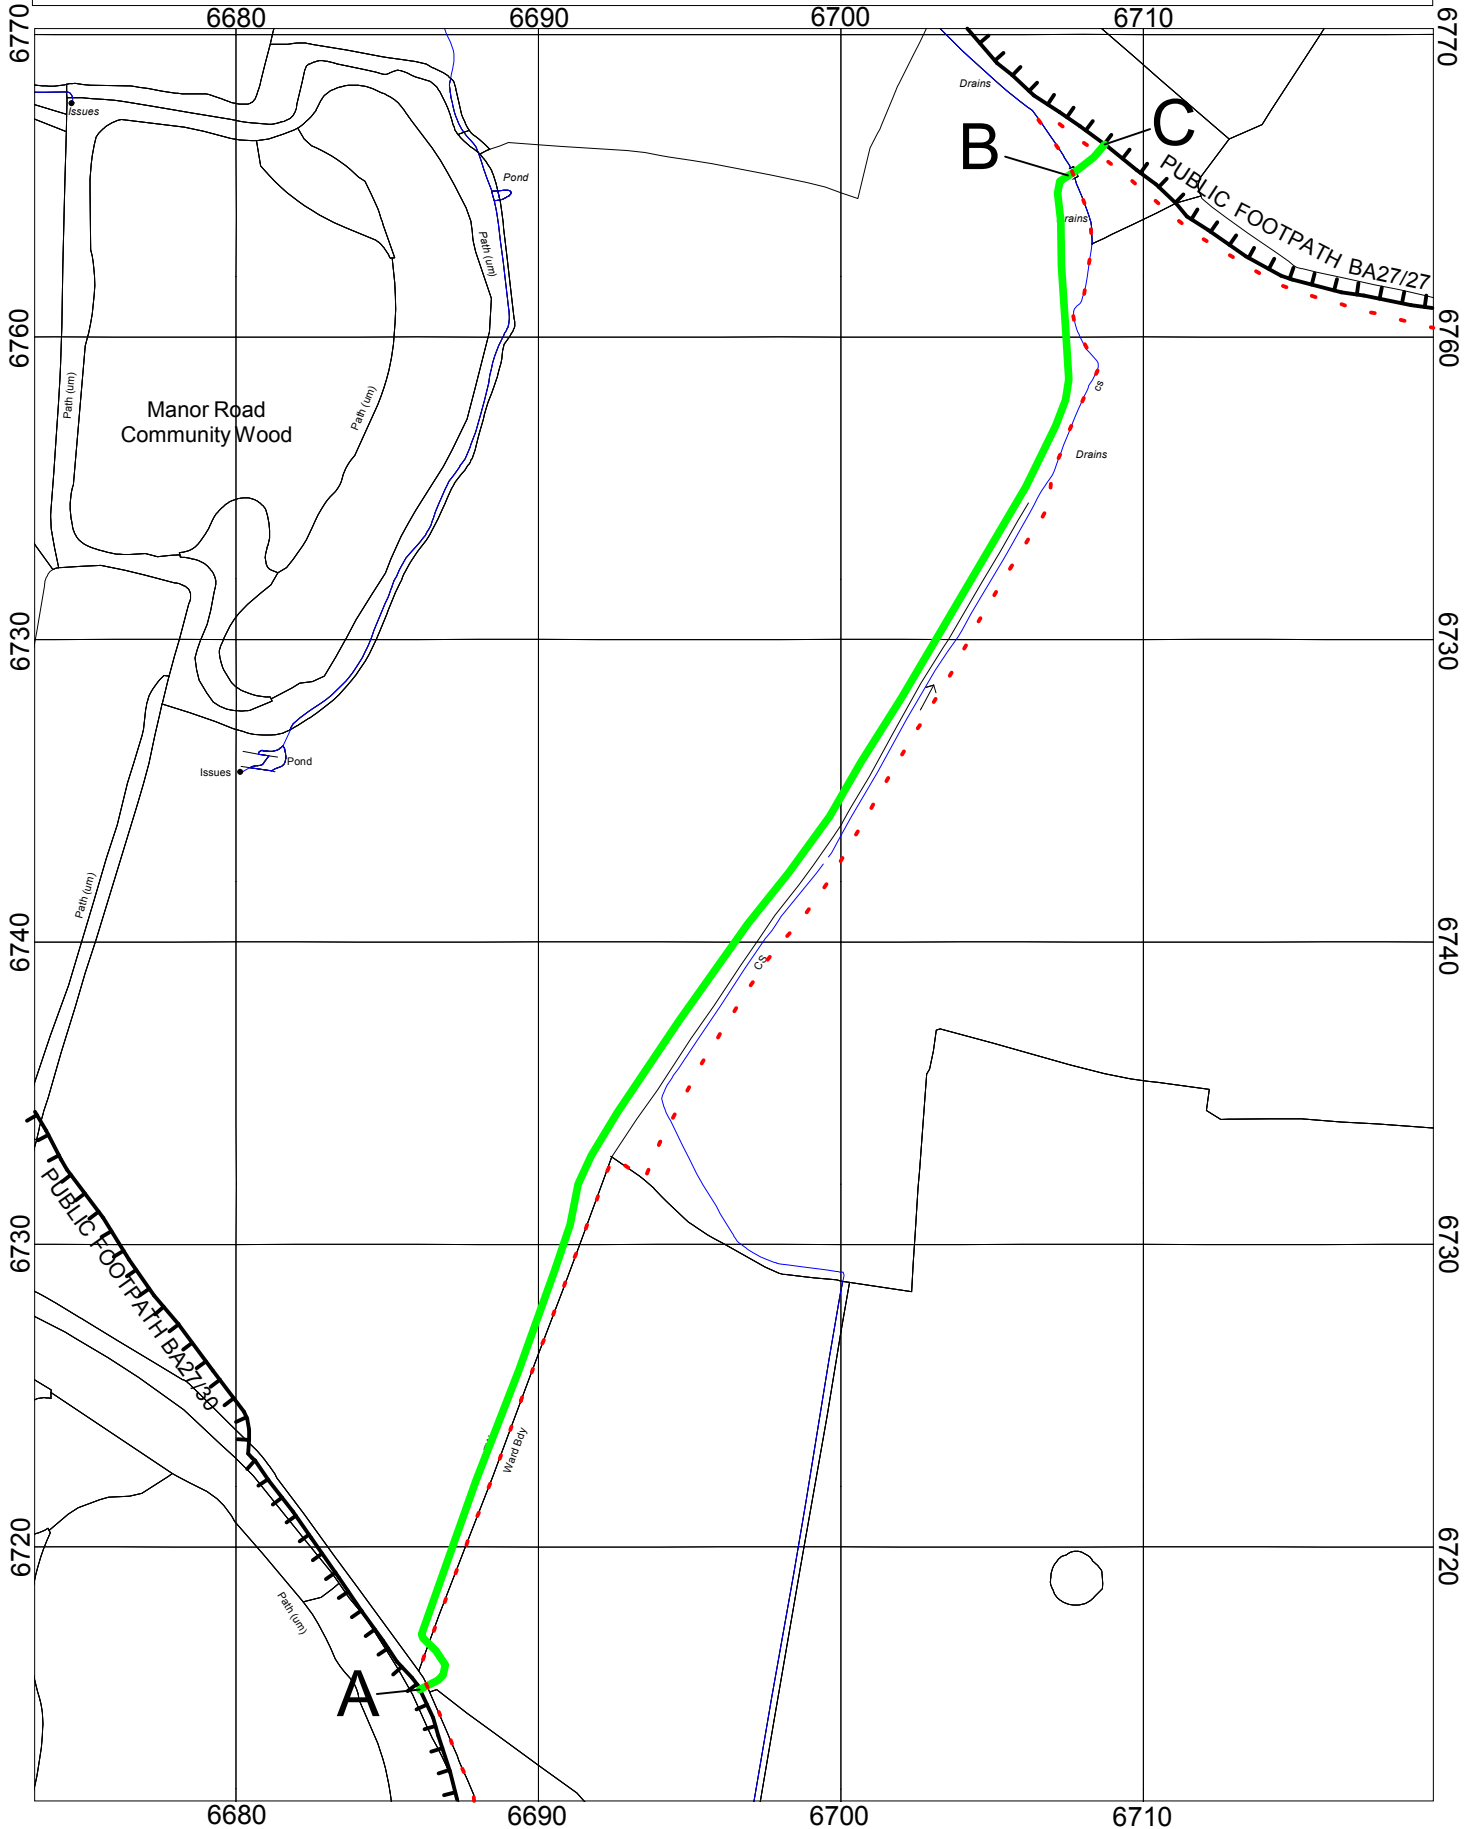 6680 6690 6700 6710
6770 6770
Drains
Issues
C
B
PUBLIC FOOTPATH BA27/27
Pond
rains
Path (um)
6760 6760
Path (um)
Path (um)
cs
Manor Road
Community Wood
Drains
6730 6730
Issues
Pond
Path (um)
6740 6740
CS
PUBLIC FOOTPATH BA27/30
6730 6730
Ward Bdy
6720 6720
Path (um)
A
6680 6690 6700 6710